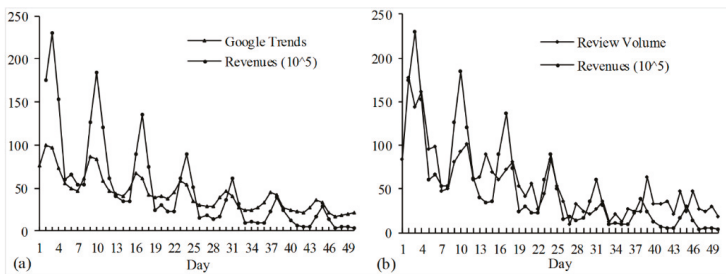 250
200
150
100
50
0
Google Trends
Revenues (10^5)
1 4 7 10 13 16 19 22 25 28 31 34 37 40 43 46 49
(a)
Day
250
200
150
100
50
0
Review Volume
Revenues (10^5)
1 4 7 10 13 16 19 22 25 28 31 34 37 40 43 46 49
(b)
Day